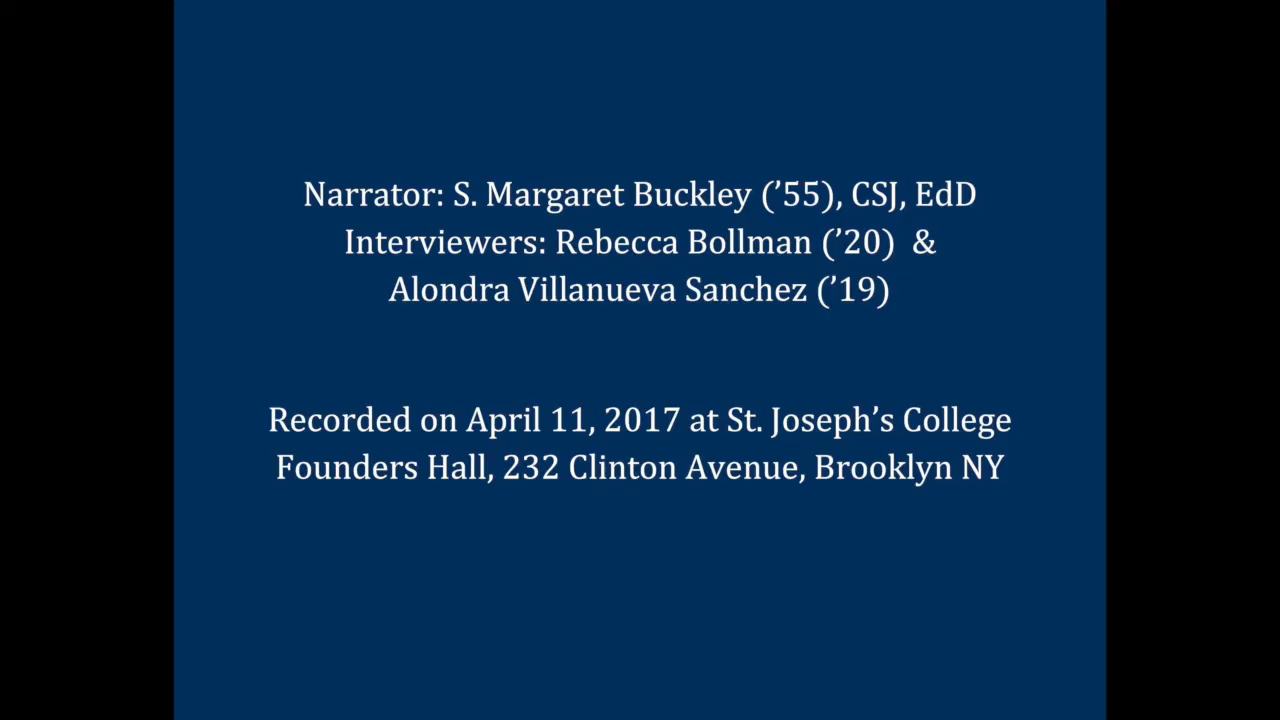 Narrator: S. Margaret Buckley (’55), CSJ, EdD
Interviewers: Rebecca Bollman (’20) &
Alondra Villanueva Sanchez (’19)
Recorded on April 11, 2017 at St. Joseph’s College
Founders Hall, 232 Clinton Avenue, Brooklyn NY